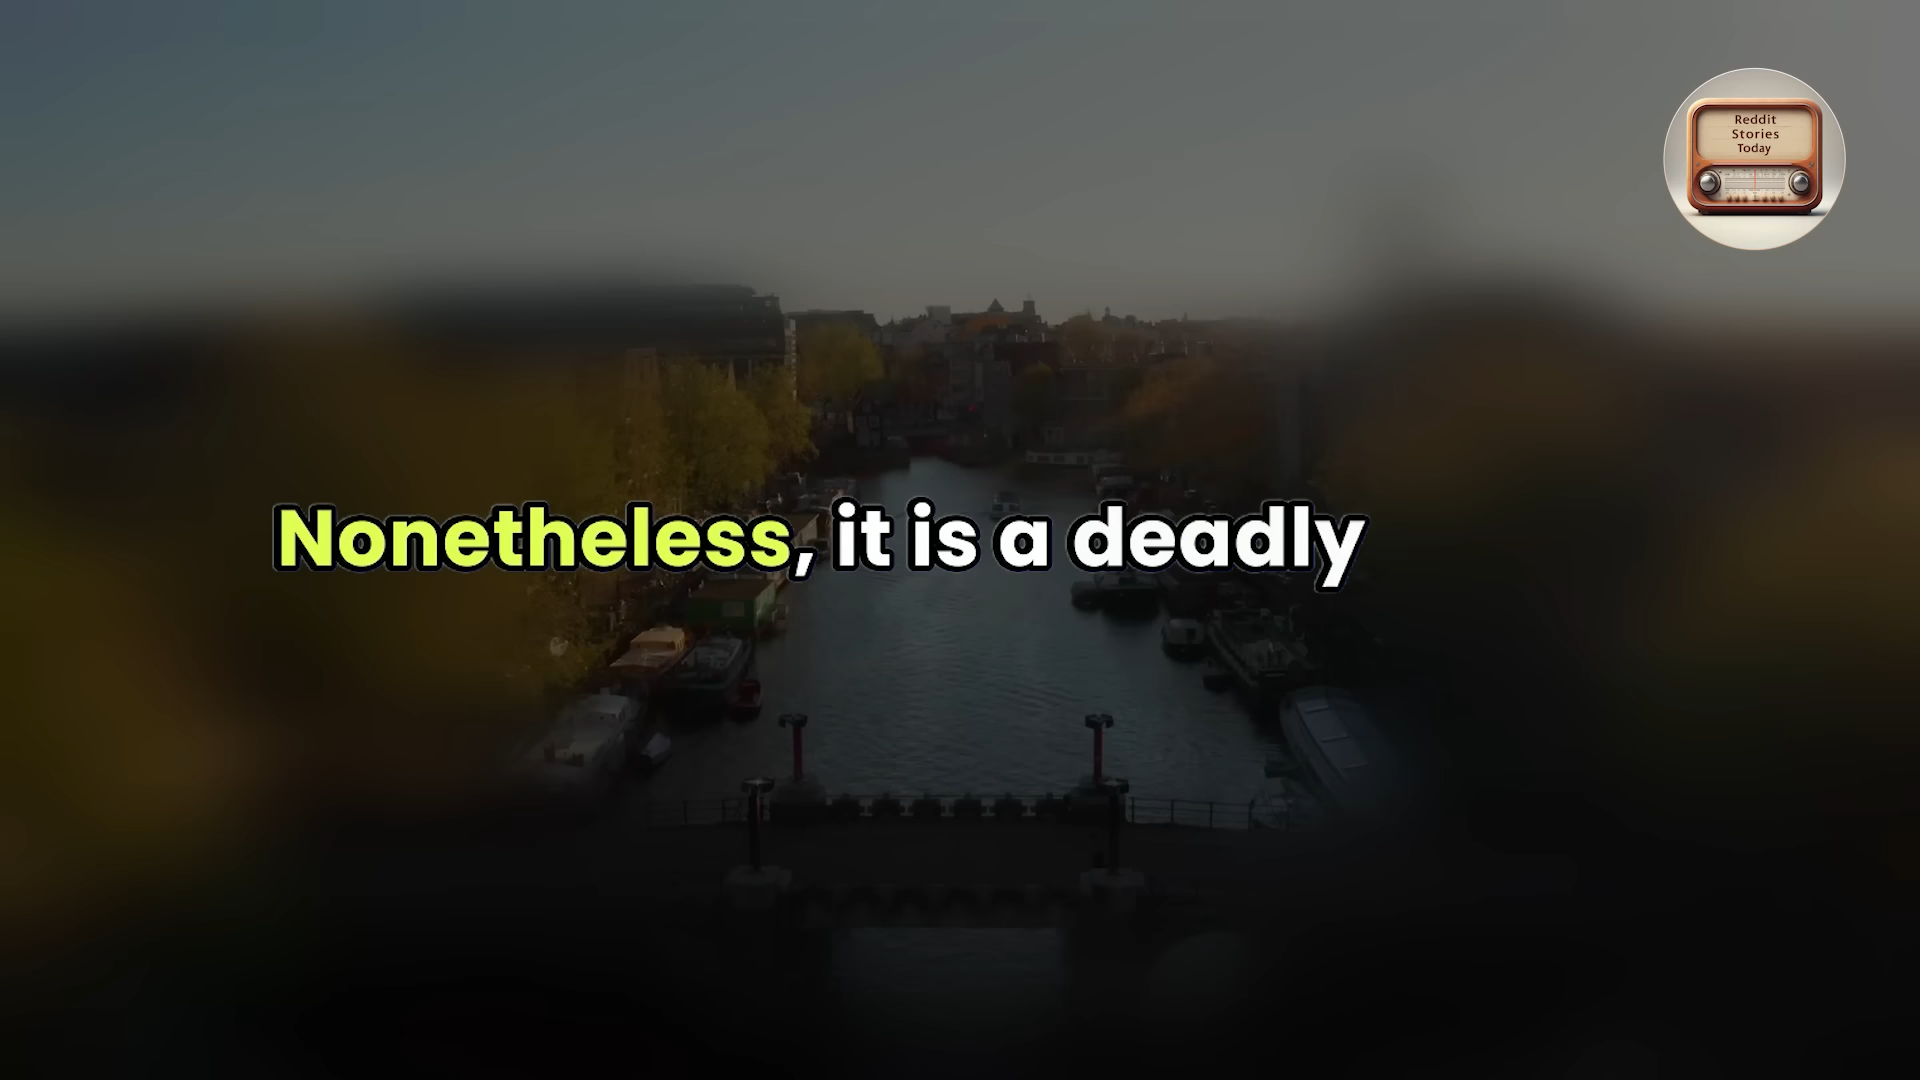 Reddit
Stories
Today
Nonetheless, it is a deadly